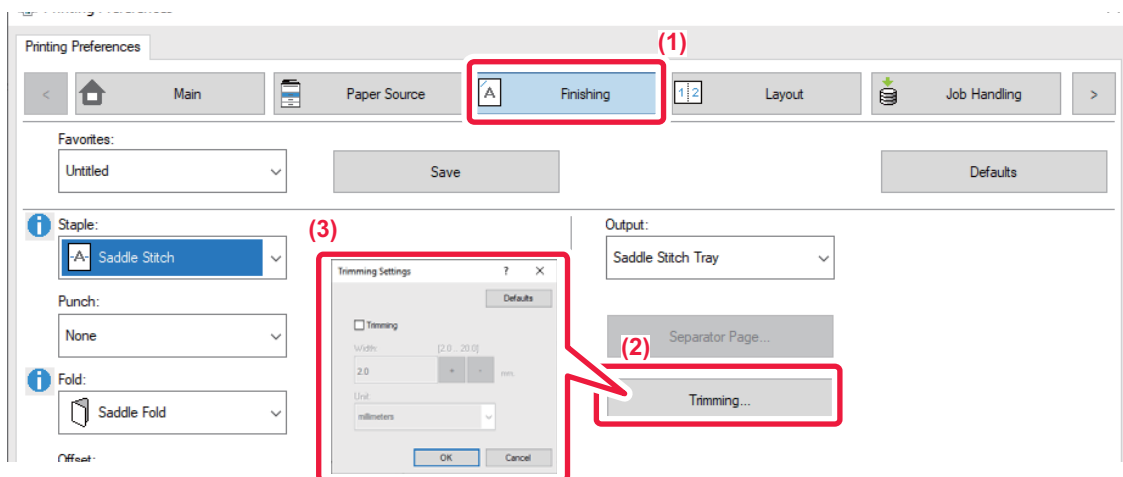 Printing Preferences
(1)
< Main Paper Source A Finishing 1 2 Layout Job Handling >
Favorites:
Untitled Save Defaults
Staple: (3) Output:
-A- Saddle Stitch Saddle Stitch Tray
Trimming Settings ? ×
Defaults
Punch:
None
Trimming
Separator Page...
Width: [2.0 .. 20.0]
(2)
2.0 + - mm.
Fold:
Unit
Saddle Fold
Trimming...
millimeters
OK Cancel